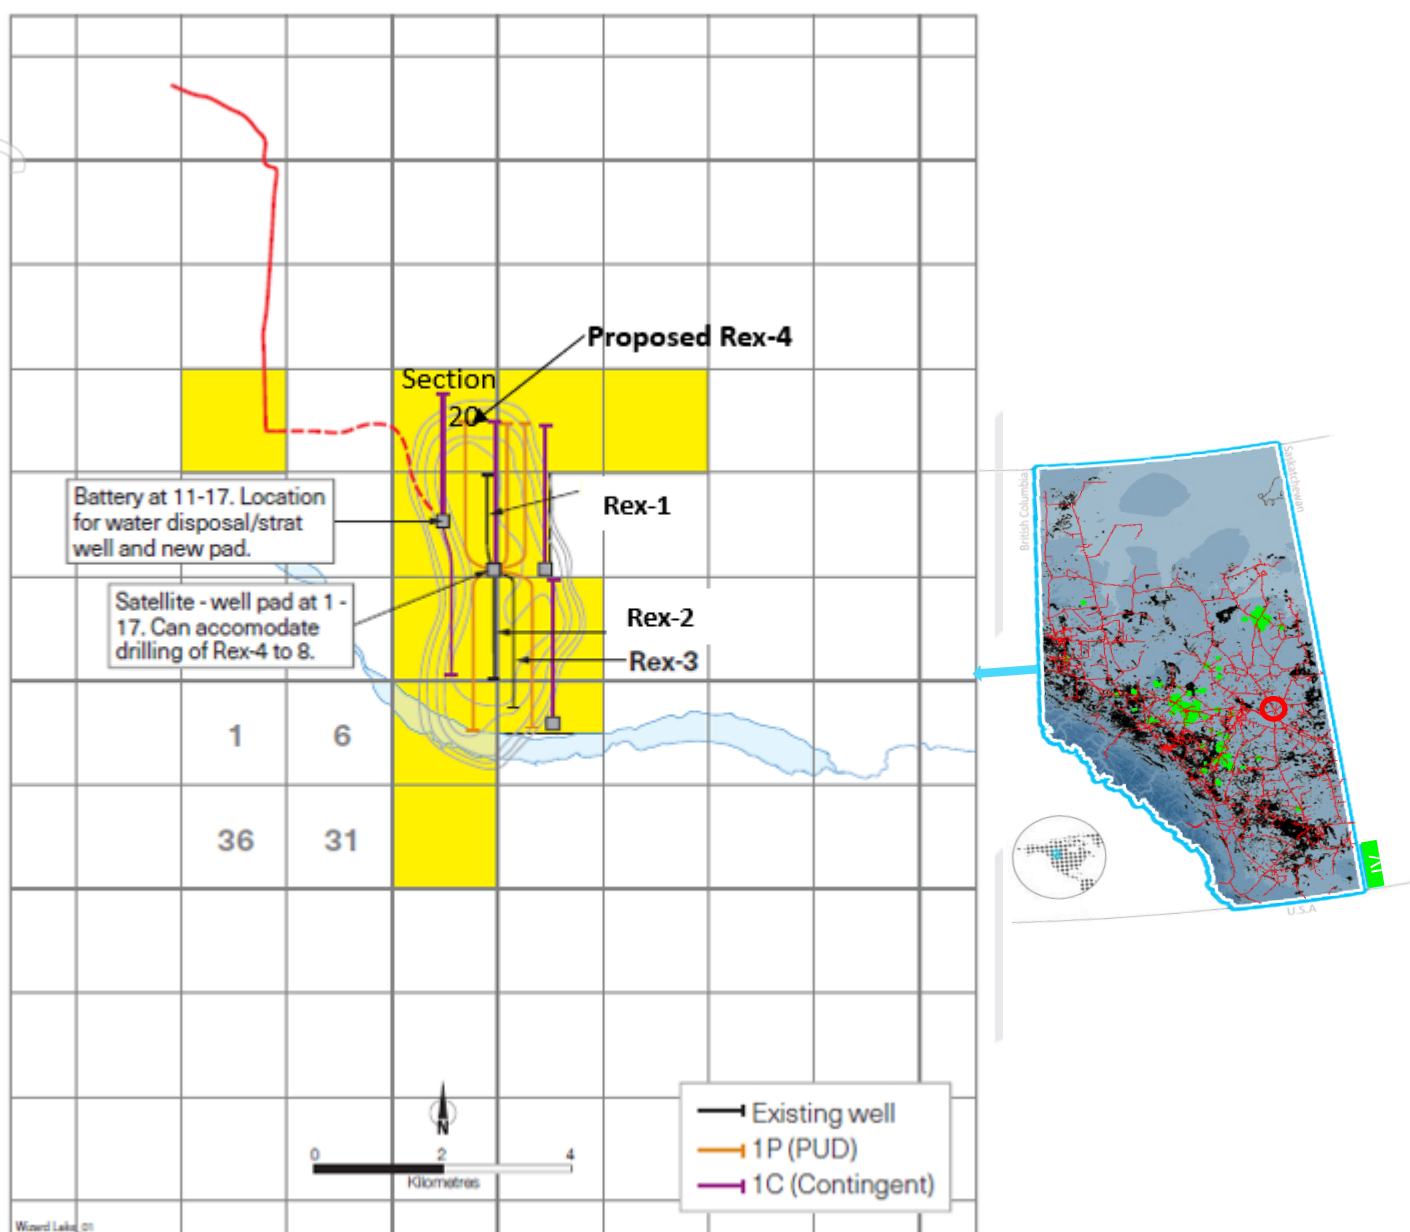 Proposed Rex-4
Section
20
Battery at 11-17. Location
for water disposal/strat
well and new pad.
Rex-1
Satellite - well pad at 1 -
17. Can accomodate
drilling of Rex-4 to 8.
Rex-2
Rex-3
1
6
36
31
N
0
2
4
Kilometres
Existing well
1P (PUD)
1C (Contingent)
Wizard Lake_01
British Columbia
Saskatchewan
U.S.A